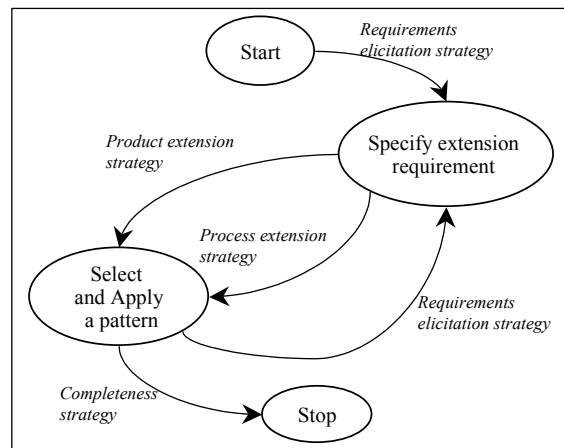 Requirements
elicitation strategy
Start
Specify extension
requirement
Product extension
strategy
Process extension
strategy
Select
and Apply
a pattern
Requirements
elicitation strategy
Completeness
strategy
Stop